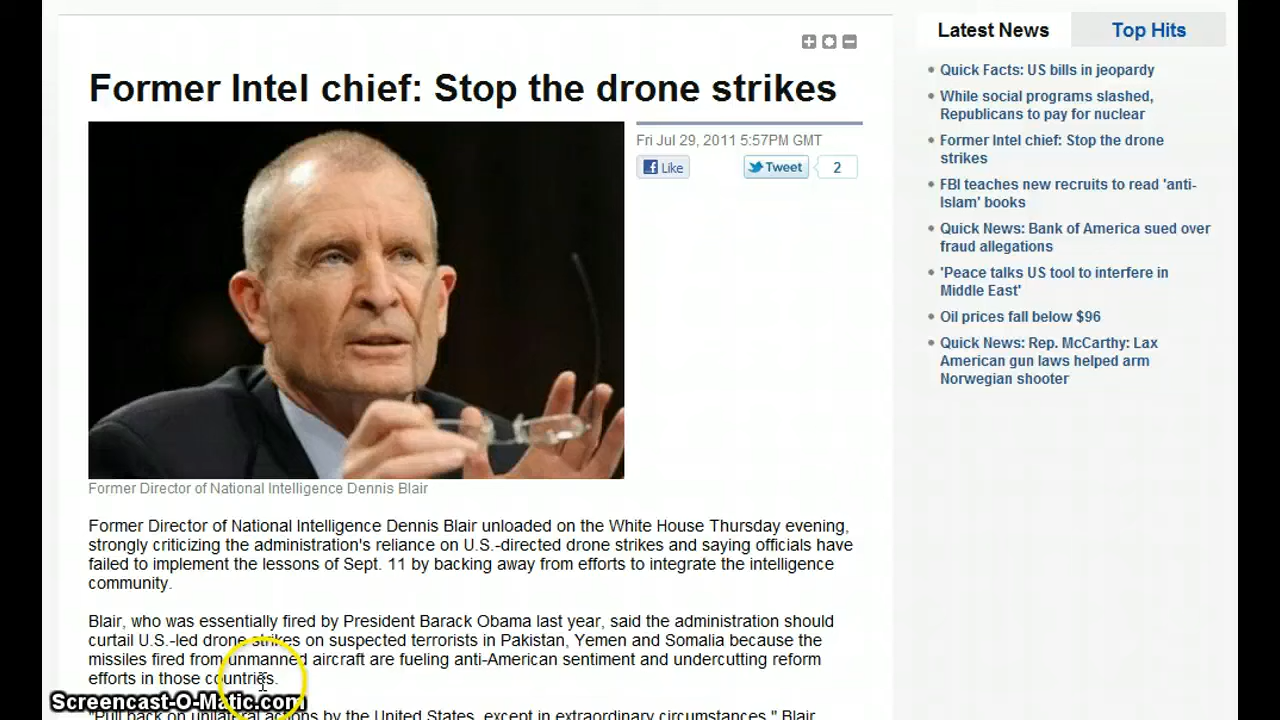 Former Intel chief: Stop the drone strikes
Fri Jul 29, 2011 5:57PM GMT
Like
Tweet
2
Former Director of National Intelligence Dennis Blair
Former Director of National Intelligence Dennis Blair unloaded on the White House Thursday evening,
strongly criticizing the administration's reliance on U.S.-directed drone strikes and saying officials have
failed to implement the lessons of Sept. 11 by backing away from efforts to integrate the intelligence
community.
Blair, who was essentially fired by President Barack Obama last year, said the administration should
curtail U.S.-led drone strikes on suspected terrorists in Pakistan, Yemen and Somalia because the
missiles fired from unmanned aircraft are fueling anti-American sentiment and undercutting reform
efforts in those countries.
"Pull back on unilateral actions by the United States, except in extraordinary circumstances," Blair
Screencast-O-Matic.com
Latest News
Top Hits
Quick Facts: US bills in jeopardy
While social programs slashed,
Republicans to pay for nuclear
Former Intel chief: Stop the drone
strikes
FBI teaches new recruits to read 'anti-
Islam' books
Quick News: Bank of America sued over
fraud allegations
'Peace talks US tool to interfere in
Middle East'
Oil prices fall below $96
Quick News: Rep. McCarthy: Lax
American gun laws helped arm
Norwegian shooter